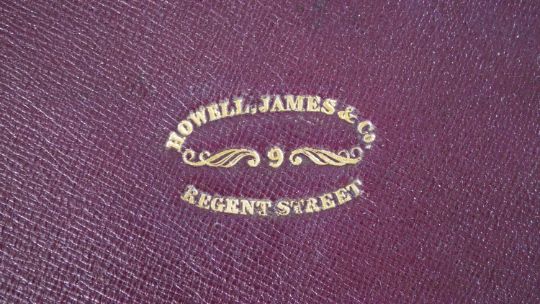 HOWELL, JAMES & Co.
9
REGENT STREET